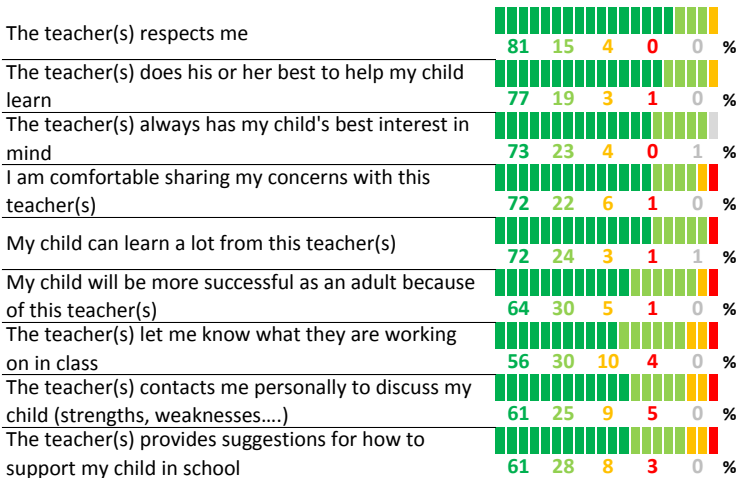 The teacher(s) respects me
81 15 4 0 0 %
The teacher(s) does his or her best to help my child
learn
77 19 3 1 0 %
The teacher(s) always has my child's best interest in
mind
73 23 4 0 1 %
I am comfortable sharing my concerns with this
teacher(s)
72 22 6 1 0 %
My child can learn a lot from this teacher(s)
72 24 3 1 1 %
My child will be more successful as an adult because
of this teacher(s)
64 30 5 1 0 %
The teacher(s) let me know what they are working
on in class
56 30 10 4 0 %
The teacher(s) contacts me personally to discuss my
child (strengths, weaknesses....)
61 25 9 5 0 %
The teacher(s) provides suggestions for how to
support my child in school
61 28 8 3 0 %